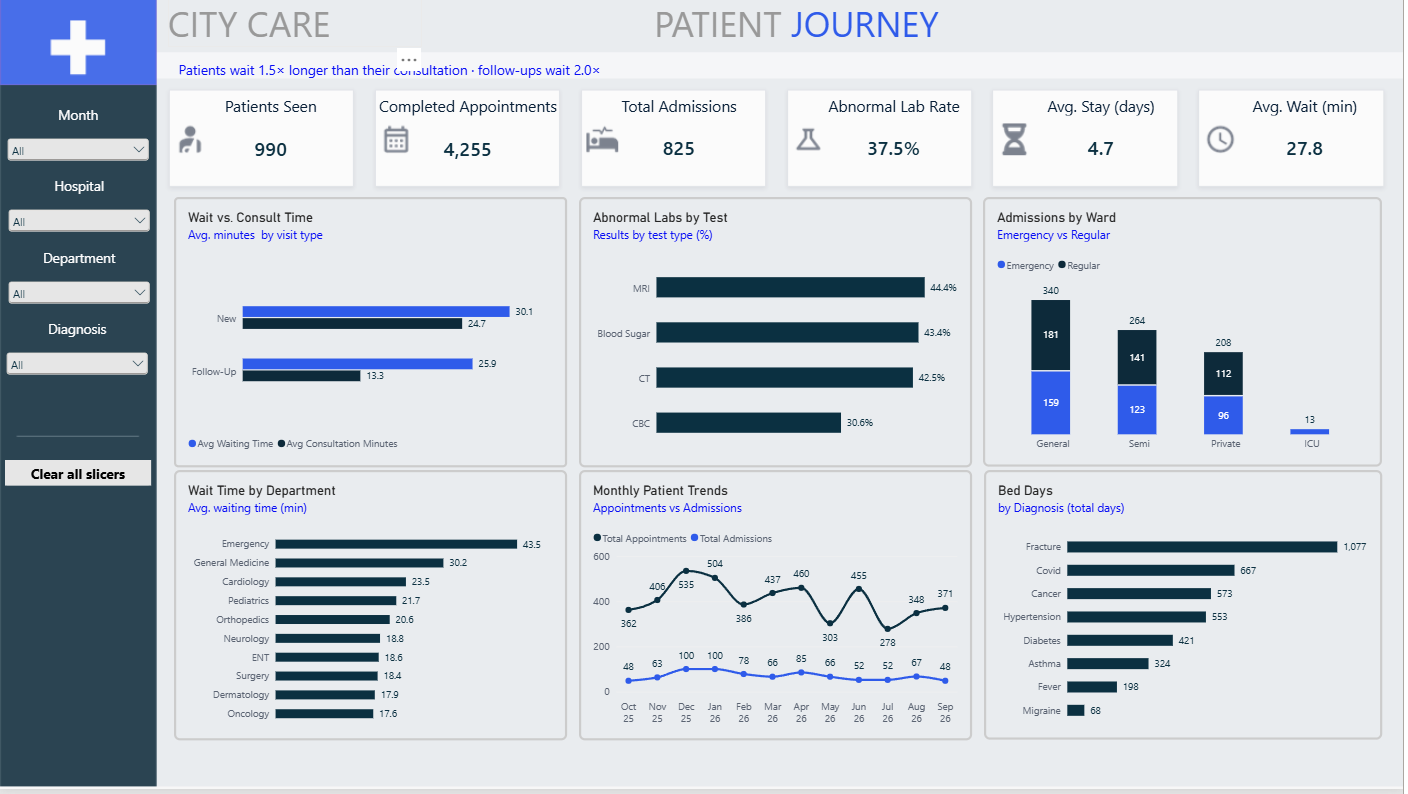 CITY CARE
PATIENT JOURNEY
Patients wait 1.5× longer than their consultation · follow-ups wait 2.0×
Month
All
Hospital
All
Department
All
Diagnosis
All
Clear all slicers
Patients Seen
990
Completed Appointments
4,255
Total Admissions
825
Abnormal Lab Rate
37.5%
Avg. Stay (days)
4.7
Avg. Wait (min)
27.8
Wait vs. Consult Time
Avg. minutes by visit type
New
30.1
24.7
Follow-Up
25.9
13.3
Avg Waiting Time
Avg Consultation Minutes
Abnormal Labs by Test
Results by test type (%)
MRI 44.4%
Blood Sugar 43.4%
CT 42.5%
CBC 30.6%
Admissions by Ward
Emergency vs Regular
Emergency Regular
340
264
208
13
181
141
112
159
123
96
General Semi Private ICU
Wait Time by Department
Avg. waiting time (min)
Emergency 43.5
General Medicine 30.2
Cardiology 23.5
Pediatrics 21.7
Orthopedics 20.6
Neurology 18.8
ENT 18.6
Surgery 18.4
Dermatology 17.9
Oncology 17.6
Monthly Patient Trends
Appointments vs Admissions
Total Appointments Total Admissions
600
400
200
0
362 406 535 504 386 437 460 303 455 278 348 371
48 63 100 100 78 66 85 66 52 52 67 48
Oct Nov Dec Jan Feb Mar Apr May Jun Jul Aug Sep
25 25 25 26 26 26 26 26 26 26 26 26
Bed Days
by Diagnosis (total days)
Fracture 1,077
Covid 667
Cancer 573
Hypertension 553
Diabetes 421
Asthma 324
Fever 198
Migraine 68